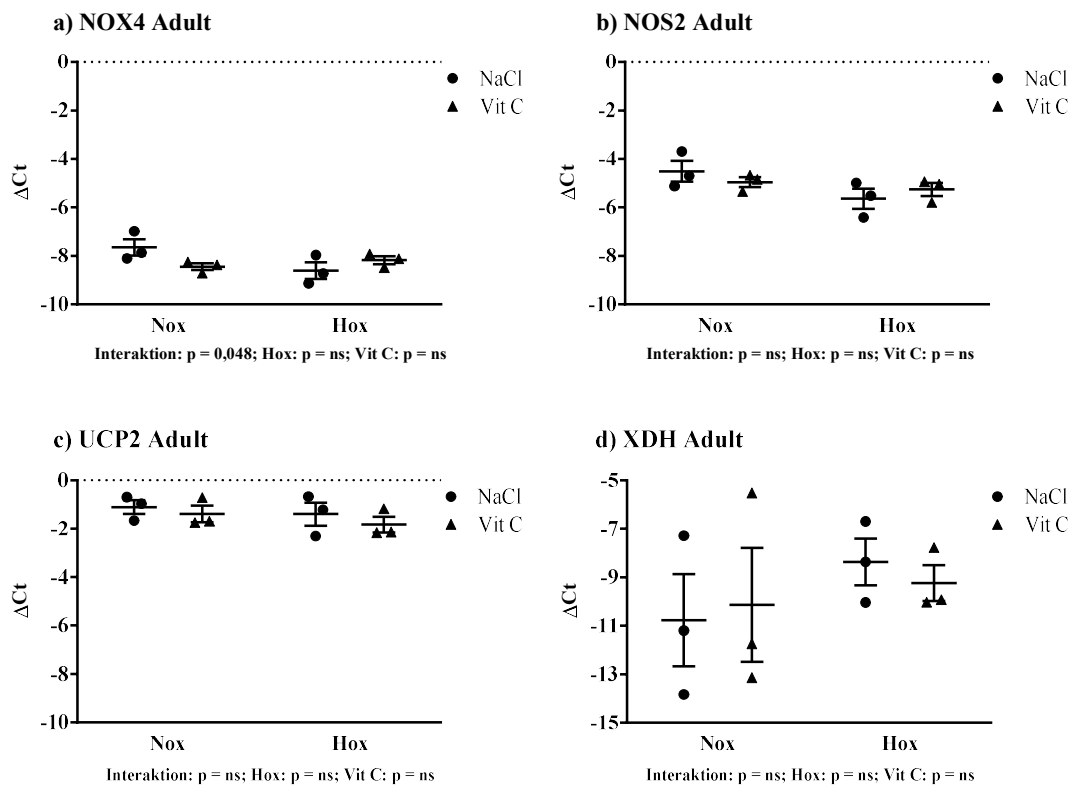 a) NOX4 Adult
0
-2
-4
-6
-8
-10
ΔCt
NaCl
Vit C
Nox
Hox
Interaktion: p = 0,048; Hox: p = ns; Vit C: p = ns
b) NOS2 Adult
0
-2
-4
-6
-8
-10
ΔCt
NaCl
Vit C
Nox
Hox
Interaktion: p = ns; Hox: p = ns; Vit C: p = ns
c) UCP2 Adult
0
-2
-4
-6
-8
-10
ΔCt
NaCl
Vit C
Nox
Hox
Interaktion: p = ns; Hox: p = ns; Vit C: p = ns
d) XDH Adult
-5
-7
-9
-11
-13
-15
ΔCt
NaCl
Vit C
Nox
Hox
Interaktion: p = ns; Hox: p = ns; Vit C: p = ns